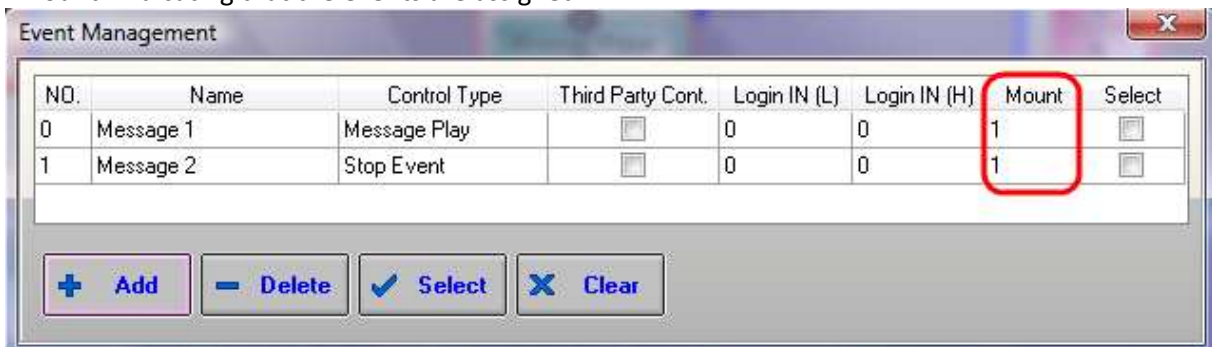 Event Management
NO. Name Control Type Third Party Cont. Login IN (L) Login IN (H) Mount Select
0 Message 1 Message Play 0 0 1
1 Message 2 Stop Event 0 0 1
Add Delete Select Clear